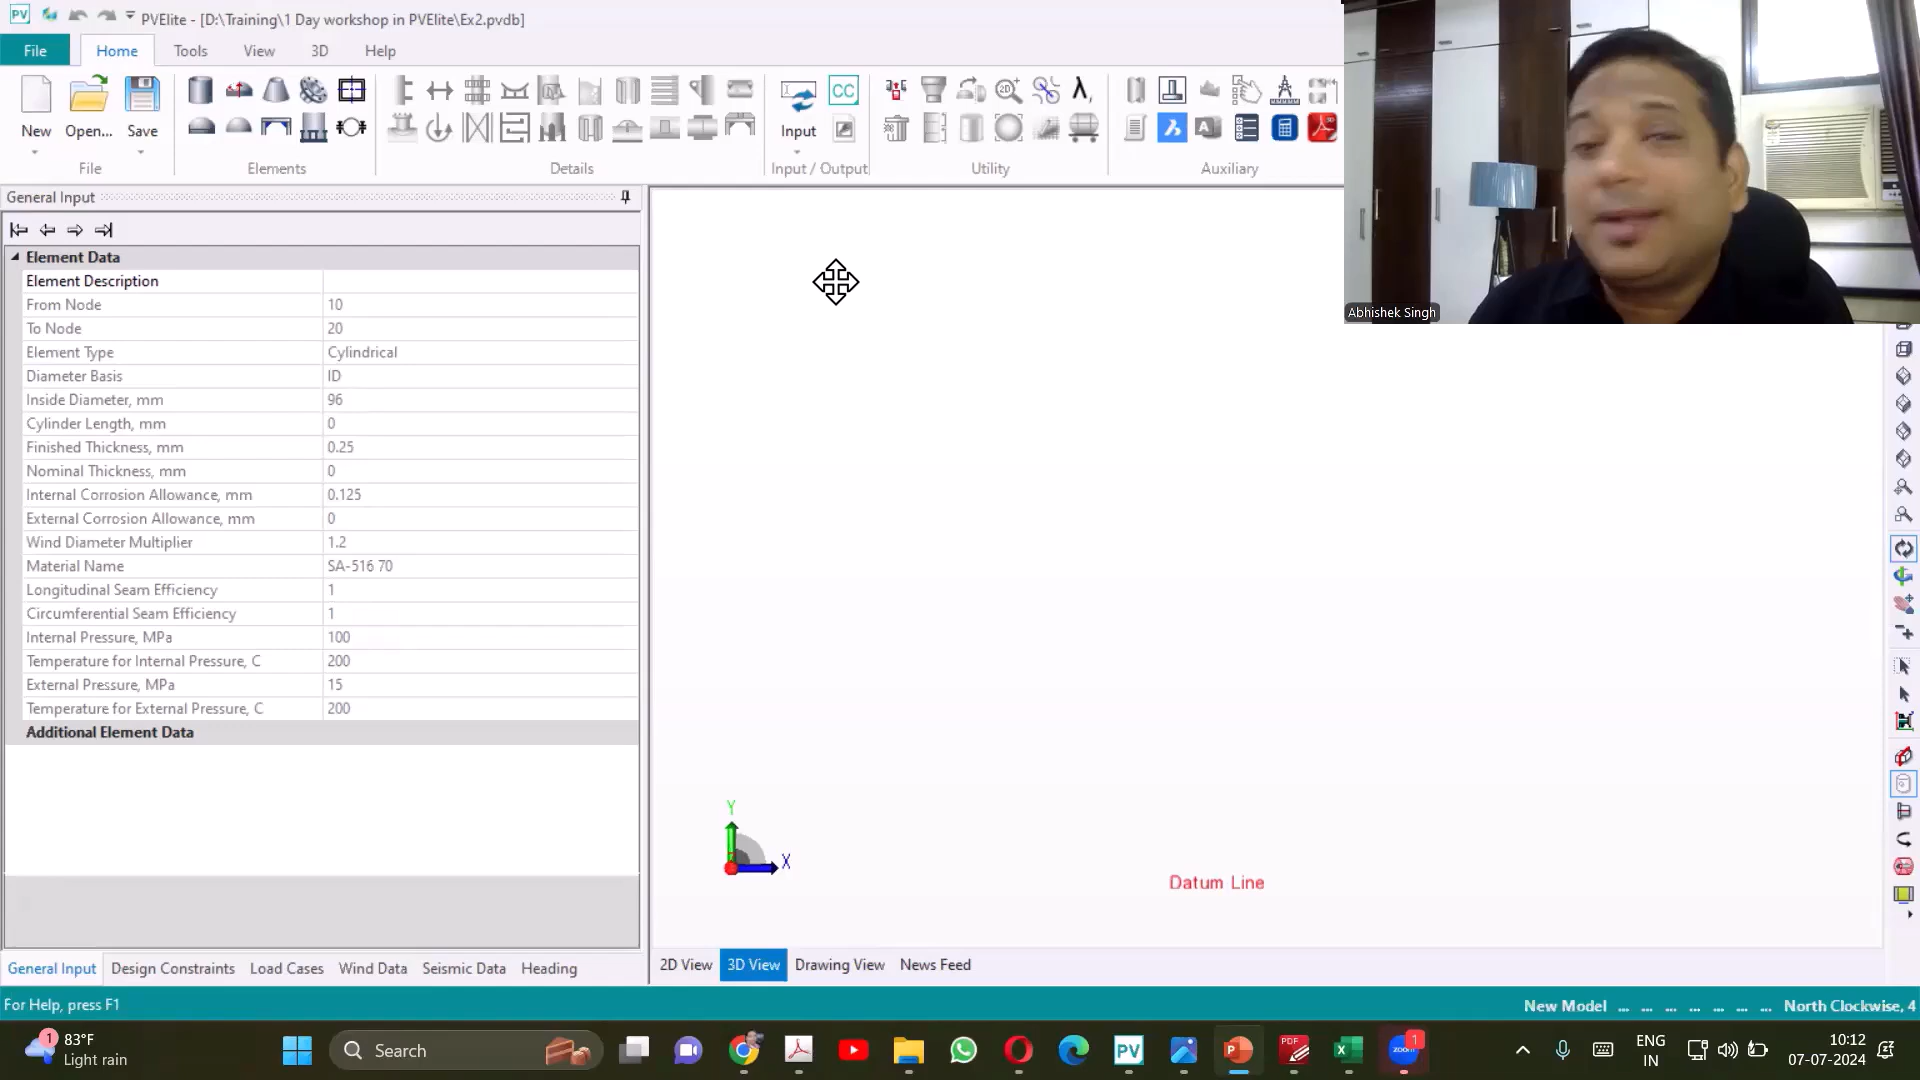 PVElite - [D:\Training\1 Day workshop in PVElite\Ex2.pvdb]
File Home Tools View 3D Help
New Open... Save Input CC
File Elements Details Input / Output Utility Auxiliary
General Input
Element Data
Element Description
From Node 10
To Node 20
Element Type Cylindrical
Diameter Basis ID
Inside Diameter, mm 96
Cylinder Length, mm 0
Finished Thickness, mm 0.25
Nominal Thickness, mm 0
Internal Corrosion Allowance, mm 0.125
External Corrosion Allowance, mm 0
Wind Diameter Multiplier 1.2
Material Name SA-516 70
Longitudinal Seam Efficiency 1
Circumferential Seam Efficiency 1
Internal Pressure, MPa 100
Temperature for Internal Pressure, C 200
External Pressure, MPa 15
Temperature for External Pressure, C 200
Additional Element Data
Abhishek Singh
Y
X
Datum Line
General Input Design Constraints Load Cases Wind Data Seismic Data Heading
2D View 3D View Drawing View News Feed
For Help, press F1
New Model ... ... ... ... ... ... North Clockwise, 4
1 83°F
Light rain
Search
PV
PDF
zoom 1
ENG
IN
10:12
07-07-2024